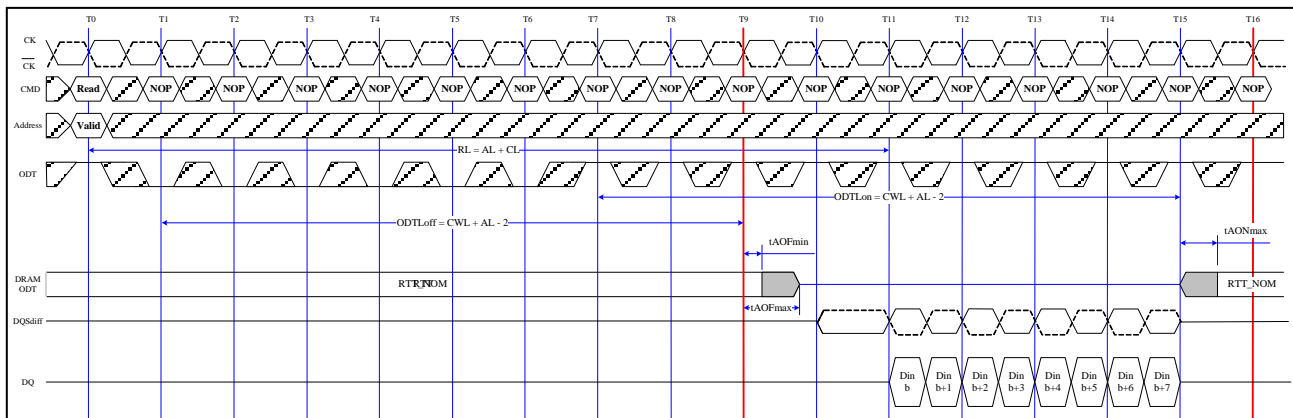 T0 T1 T2 T3 T4 T5 T6 T7 T8 T9 T10 T11 T12 T13 T14 T15 T16
CK
CK
CMD Read NOP NOP NOP NOP NOP NOP NOP NOP NOP NOP NOP NOP NOP NOP NOP NOP
Address Valid
RL = AL + CL
ODT
ODTLon = CWL + AL - 2
ODTLoff = CWL + AL - 2
tAOFmin
tAONmax
DRAM
ODT
RTT_NOM
RTT_NOM
tAOFmax
DQSdiff
DQ
Din b
Din b+1
Din b+2
Din b+3
Din b+4
Din b+5
Din b+6
Din b+7